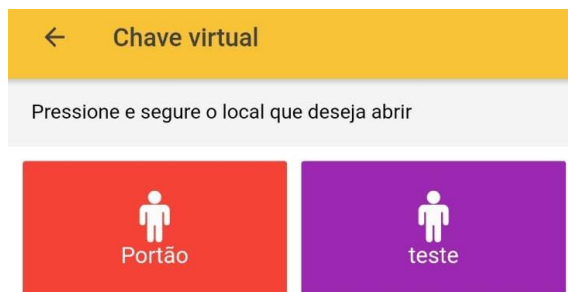 Chave virtual
Pressione e segure o local que deseja abrir
Portão
teste